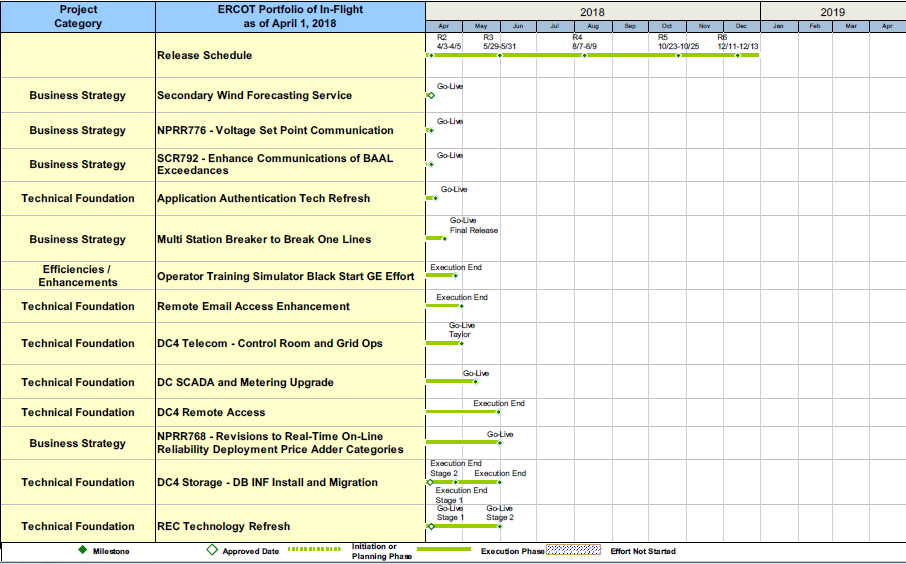 Project
Category
ERCOT Portfolio of In-Flight
as of April 1, 2018
2018
2019
Apr May Jun Jul Aug Sep Oct Nov Dec Jan Feb Mar Apr
Release Schedule
R2
4/3-4/5
R3
5/29-5/31
R4
8/7-8/9
R5
10/23-10/25
R6
12/11-12/13
Business Strategy
Secondary Wind Forecasting Service
Go-Live
Business Strategy
NPRR776 - Voltage Set Point Communication
Go-Live
Business Strategy
SCR792 - Enhance Communications of BAAL
Exceedances
Go-Live
Technical Foundation
Application Authentication Tech Refresh
Go-Live
Business Strategy
Multi Station Breaker to Break One Lines
Go-Live
Final Release
Efficiencies /
Enhancements
Operator Training Simulator Black Start GE Effort
Execution End
Technical Foundation
Remote Email Access Enhancement
Execution End
Technical Foundation
DC4 Telecom - Control Room and Grid Ops
Go-Live
Taylor
Technical Foundation
DC SCADA and Metering Upgrade
Go-Live
Technical Foundation
DC4 Remote Access
Execution End
Business Strategy
NPRR768 - Revisions to Real-Time On-Line
Reliability Deployment Price Adder Categories
Go-Live
Technical Foundation
DC4 Storage - DB INF Install and Migration
Execution End
Stage 2
Execution End
Execution End
Stage 1
Technical Foundation
REC Technology Refresh
Go-Live
Stage 1
Go-Live
Stage 2
Milestone
Approved Date
Initiation or
Planning Phase
Execution Phase
Effort Not Started